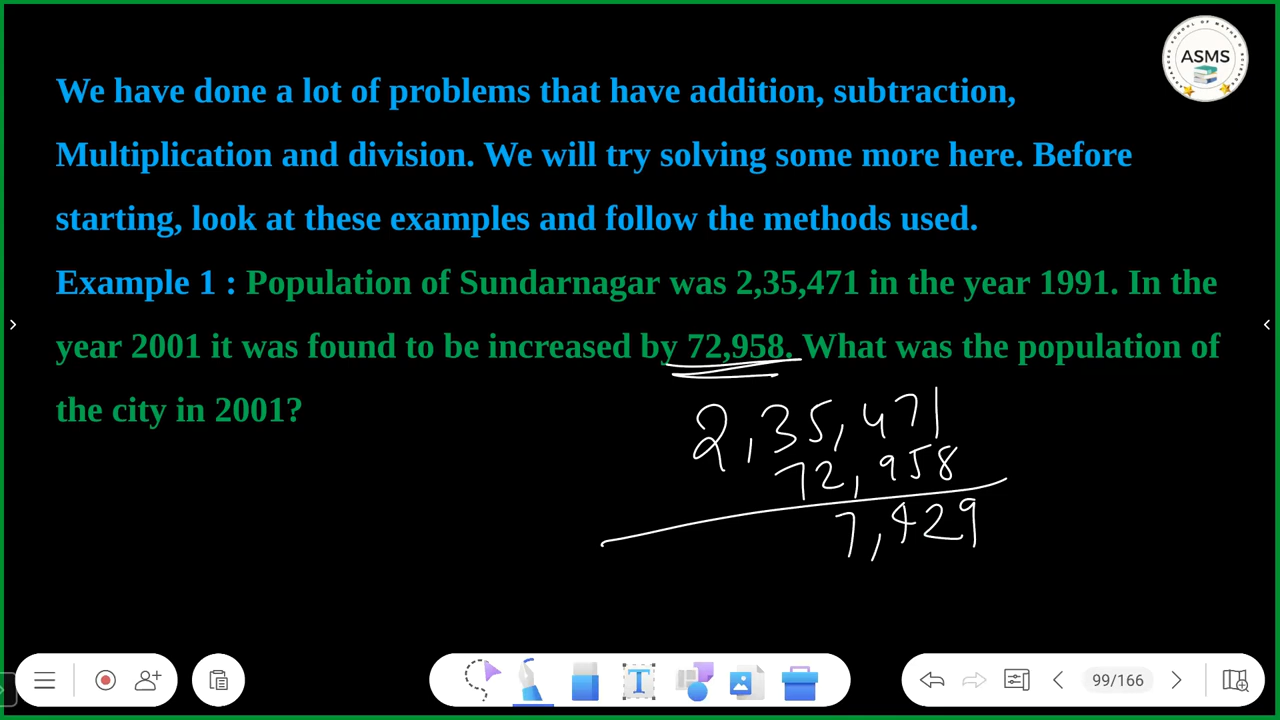 ASMS
We have done a lot of problems that have addition, subtraction,
Multiplication and division. We will try solving some more here. Before
starting, look at these examples and follow the methods used.
Example 1 : Population of Sundarnagar was 2,35,471 in the year 1991. In the
year 2001 it was found to be increased by 72,958. What was the population of
the city in 2001?
2,35,471
72,958
7,429
99/166